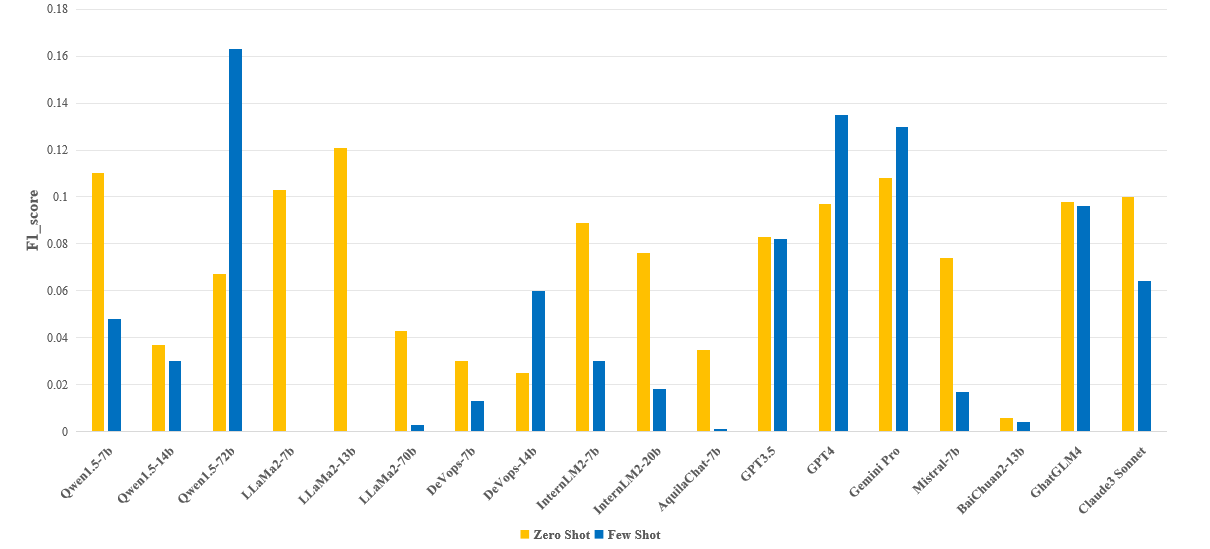 0.18
0.16
0.14
0.12
0.1
0.08
0.06
0.04
0.02
0
F1_score
Qwen1.5-7b
Qwen1.5-14b
Qwen1.5-72b
LLaMa2-7b
LLaMa2-13b
LLaMa2-70b
DeVops-7b
DeVops-14b
InternLM2-7b
InternLM2-20b
AquilaChat-7b
GPT3.5
GPT4
Gemini Pro
Mistral-7b
BaiChuan2-13b
GhatGLM4
Claude3 Sonnet
Zero Shot Few Shot